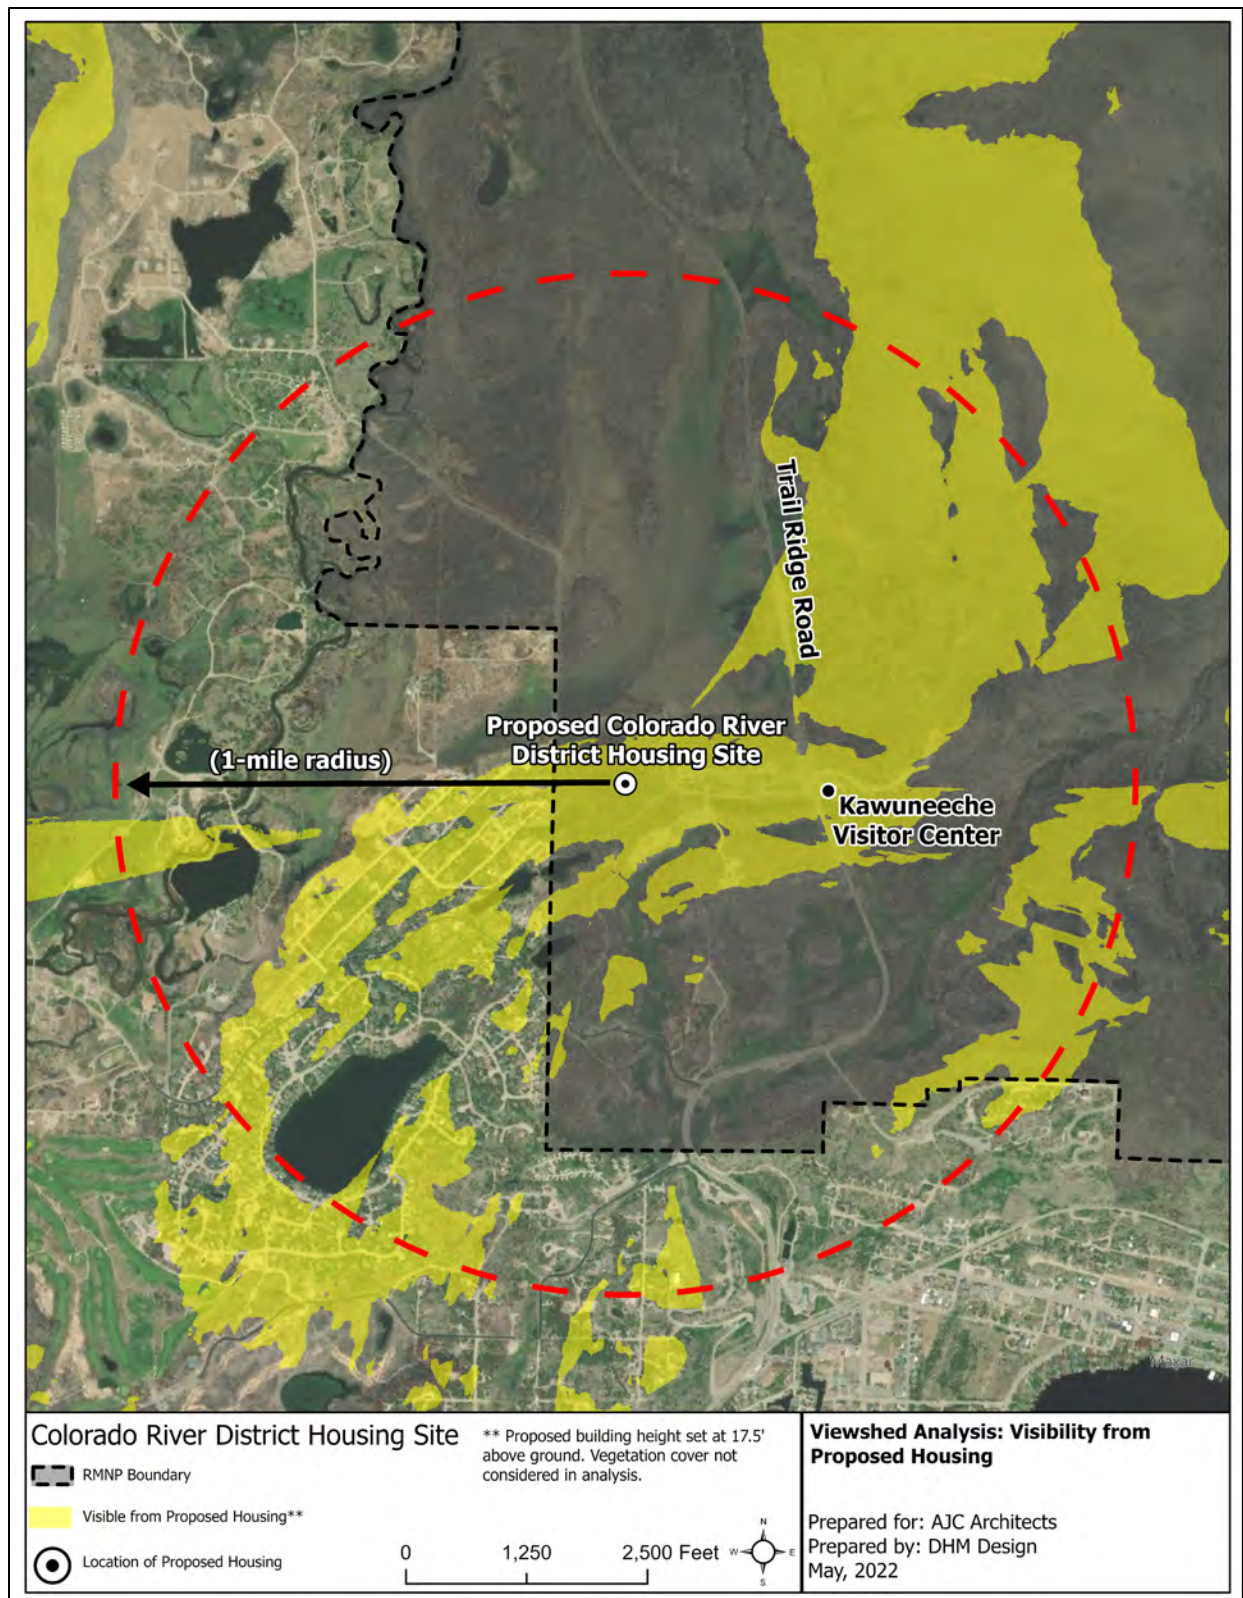 Trail Ridge Road
Proposed Colorado River
District Housing Site
(1-mile radius)
Kawuneeche
Visitor Center
Maxar
Colorado River District Housing Site
RMNP Boundary
Visible from Proposed Housing**
Location of Proposed Housing
** Proposed building height set at 17.5'
above ground. Vegetation cover not
considered in analysis.
0 1,250 2,500 Feet
N
W E
S
Viewshed Analysis: Visibility from
Proposed Housing
Prepared for: AJC Architects
Prepared by: DHM Design
May, 2022